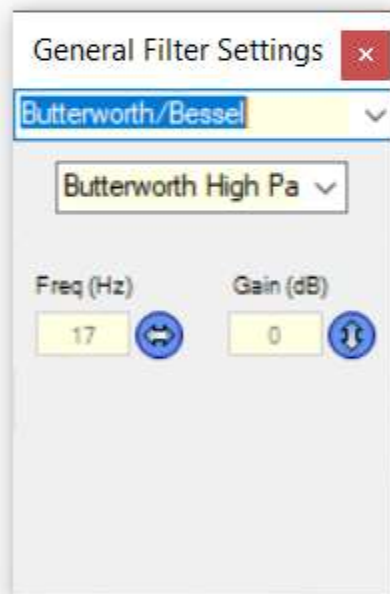 General Filter Settings
Butterworth/Bessel
Butterworth High Pa
Freq (Hz) Gain (dB)
17 0